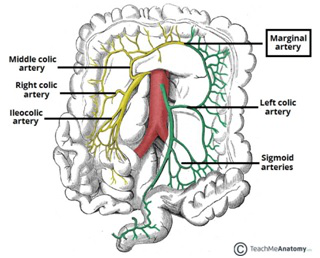 Middle colic
artery
Right colic
artery
Ileocolic
artery
Marginal
artery
Left colic
artery
Sigmoid
arteries
© TeachMeAnatomy